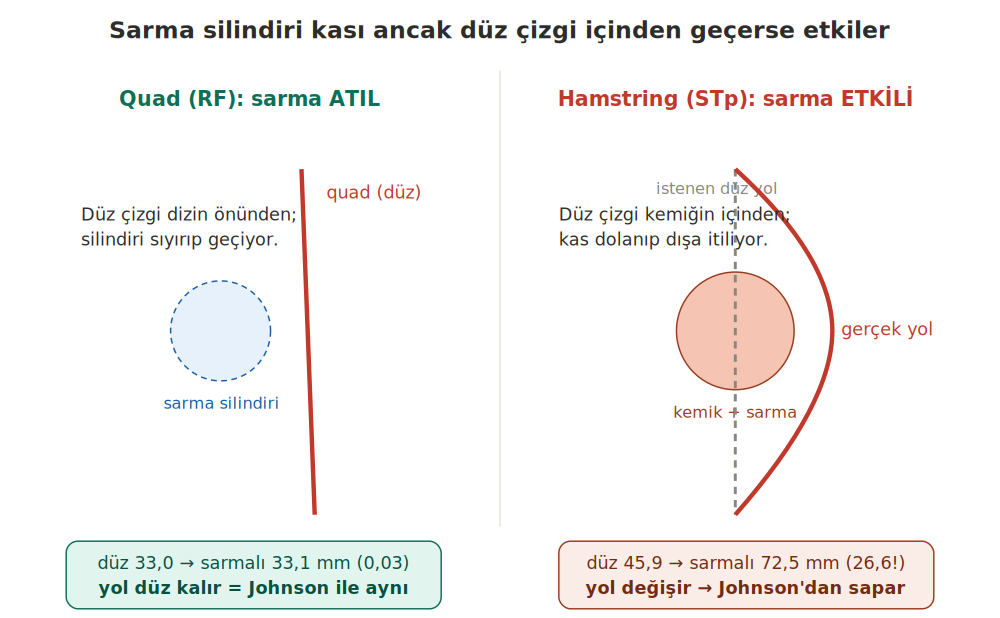 Sarma silindiri kası ancak düz çizgi içinden geçerse etkiler
Quad (RF): sarma ATIL
quad (düz)
Düz çizgi dizin önünden;
silindiri sıyırıp geçiyor.
sarma silindiri
düz 33,0 → sarmalı 33,1 mm (0,03)
yol düz kalır = Johnson ile aynı
Hamstring (STp): sarma ETKİLİ
istenen düz yol
Düz çizgi kemiğin içinden;
kas dolanıp dışa itiliyor.
gerçek yol
kemik + sarma
düz 45,9 → sarmalı 72,5 mm (26,6!)
yol değişir → Johnson'dan sapar